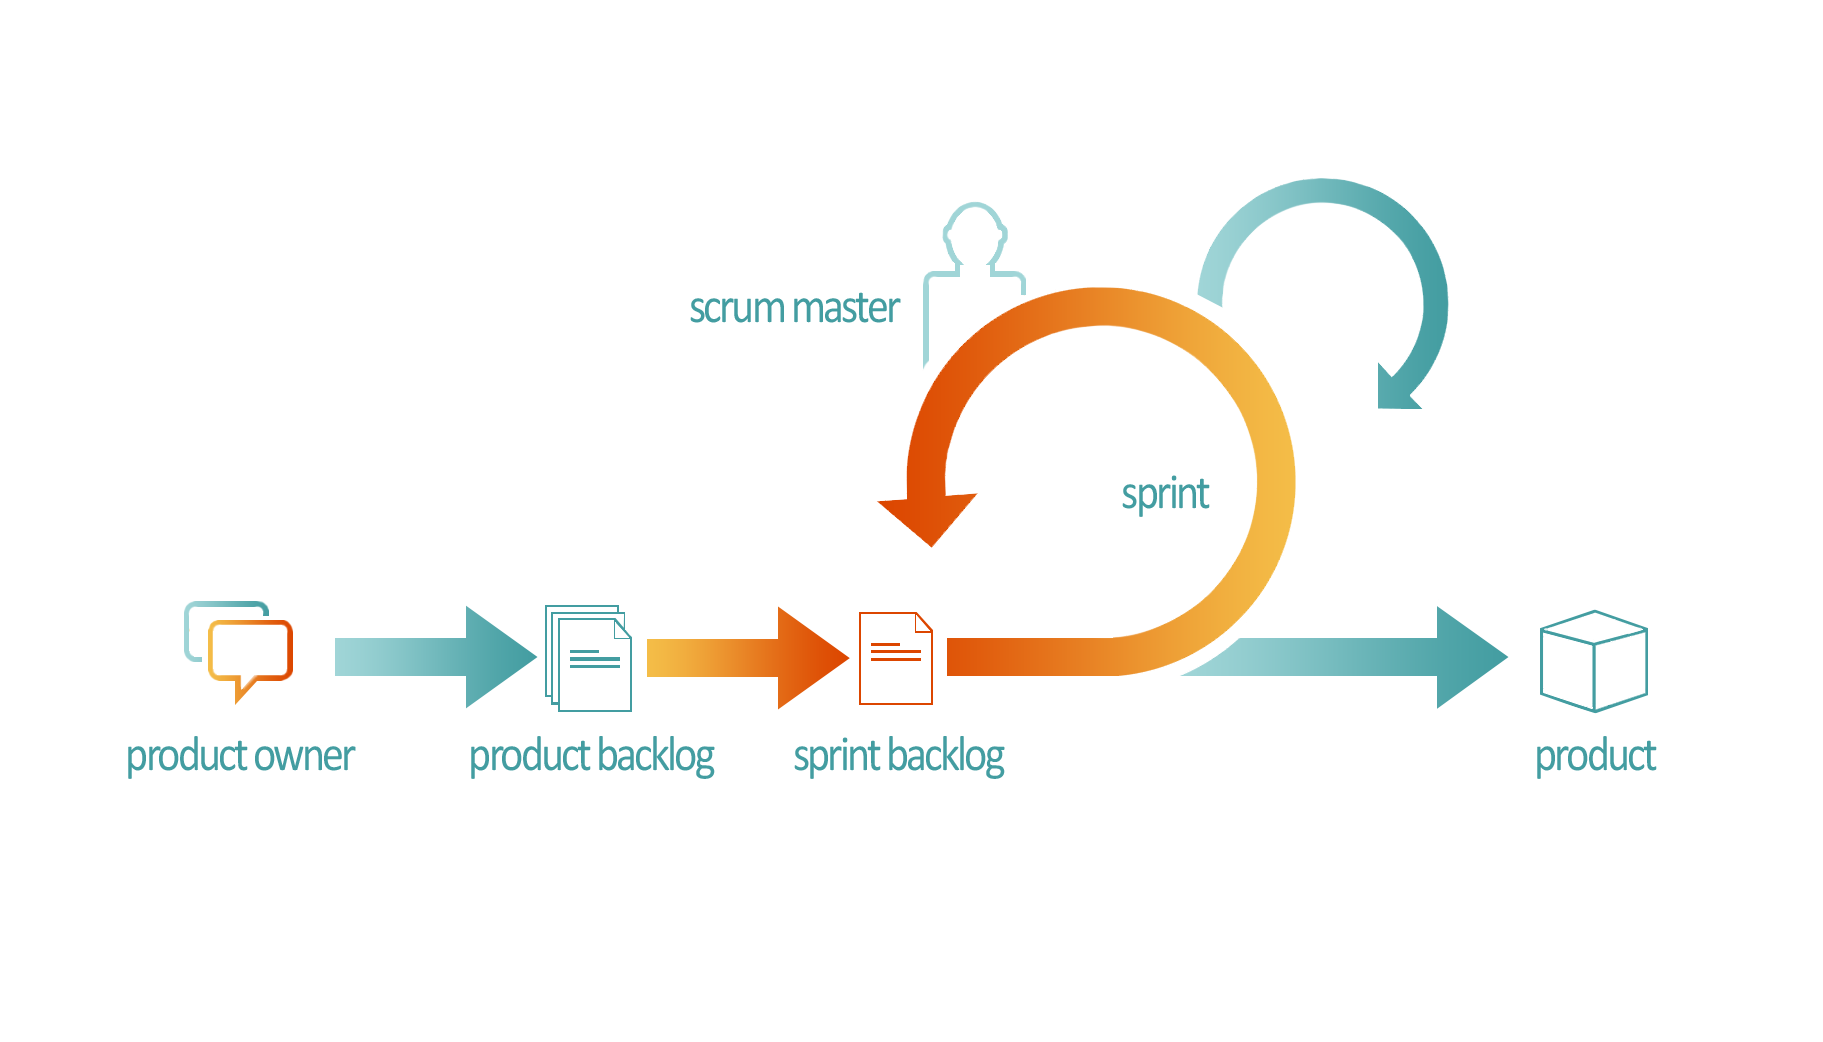 scrum master
sprint
product owner
product backlog
sprint backlog
product